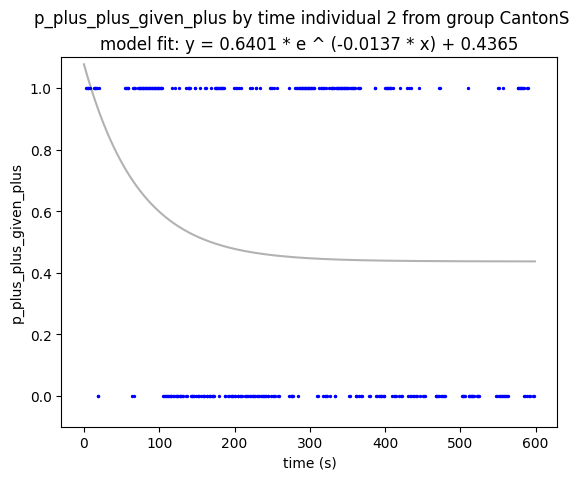 p_plus_plus_given_plus by time individual 2 from group CantonS
model fit: y = 0.6401 * e ^ (-0.0137 * x) + 0.4365
1.0
0.8
0.6
0.4
0.2
0.0
p_plus_plus_given_plus
0 100 200 300 400 500 600
time (s)